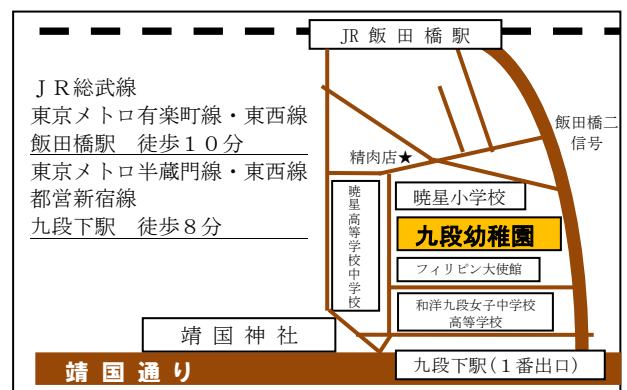 JR 飯 田 橋 駅
ＪＲ総武線
東京メトロ有楽町線・東西線
飯田橋駅　徒歩１０分
東京メトロ半蔵門線・東西線
都営新宿線
九段下駅　徒歩８分
飯田橋二
信号
精肉店★
暁星小学校
暁星高等学校中学校
九段幼稚園
フィリピン大使館
和洋九段女子中学校
高等学校
靖 国 神 社
九段下駅(１番出口)
靖 国 通 り